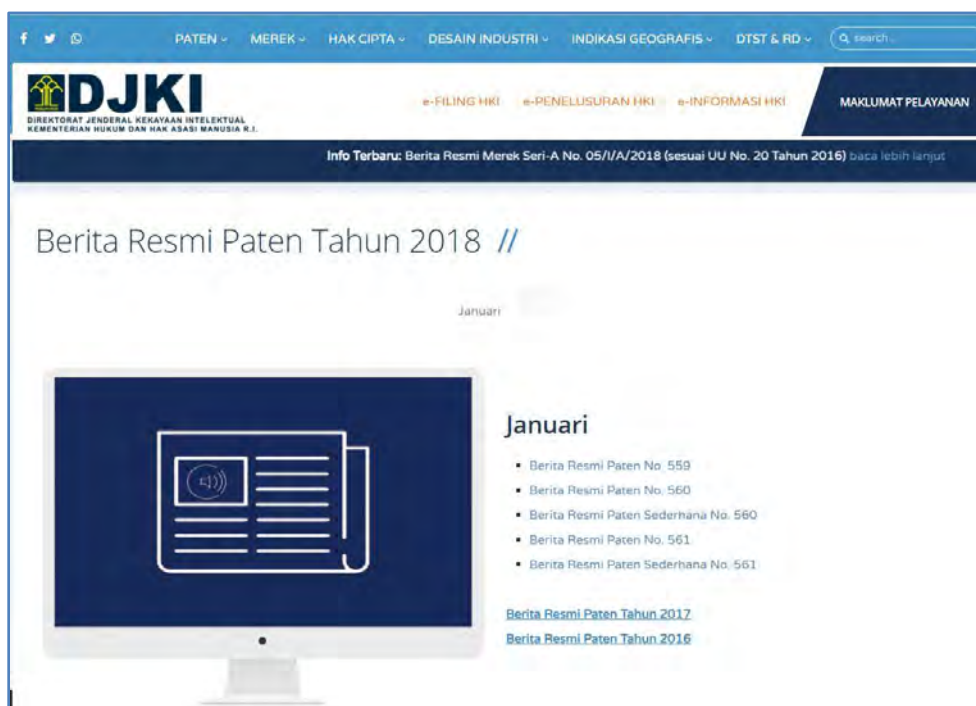 PATEN MEREK HAK CIPTA DESAIN INDUSTRI INDIKASI GEOGRAFIS DTST & RD search...
DJKI
DIREKTORAT JENDERAL KEKAYAAN INTELEKTUAL
KEMENTERIAN HUKUM DAN HAK ASASI MANUSIA R.I.
e-FILING HKI e-PENELUSURAN HKI e-INFORMASI HKI MAKLUMAT PELAYANAN
Info Terbaru: Berita Resmi Merek Seri-A No. 05/I/A/2018 (sesuai UU No. 20 Tahun 2016) baca lebih lanjut
Berita Resmi Paten Tahun 2018 //
Januari
Januari
Berita Resmi Paten No. 559
Berita Resmi Paten No. 560
Berita Resmi Paten Sederhana No. 560
Berita Resmi Paten No. 561
Berita Resmi Paten Sederhana No. 561
Berita Resmi Paten Tahun 2017
Berita Resmi Paten Tahun 2016